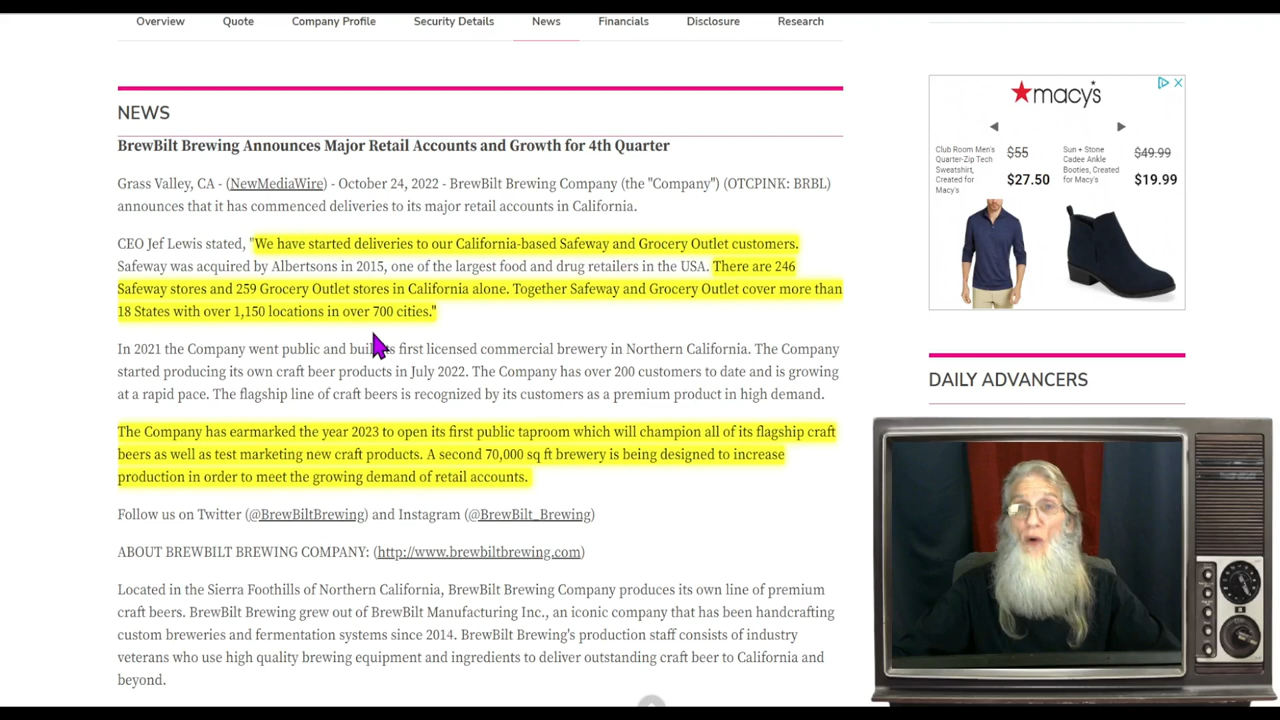 Overview Quote Company Profile Security Details News Financials Disclosure Research
NEWS
BrewBilt Brewing Announces Major Retail Accounts and Growth for 4th Quarter
Grass Valley, CA - (NewMediaWire) - October 24, 2022 - BrewBilt Brewing Company (the "Company") (OTCPINK: BRBL)
announces that it has commenced deliveries to its major retail accounts in California.
CEO Jef Lewis stated, "We have started deliveries to our California-based Safeway and Grocery Outlet customers.
Safeway was acquired by Albertsons in 2015, one of the largest food and drug retailers in the USA. There are 246
Safeway stores and 259 Grocery Outlet stores in California alone. Together Safeway and Grocery Outlet cover more than
18 States with over 1,150 locations in over 700 cities."
In 2021 the Company went public and first licensed commercial brewery in Northern California. The Company
started producing its own craft beer products in July 2022. The Company has over 200 customers to date and is growing
at a rapid pace. The flagship line of craft beers is recognized by its customers as a premium product in high demand.
The Company has earmarked the year 2023 to open its first public taproom which will champion all of its flagship craft
beers as well as test marketing new craft products. A second 70,000 sq ft brewery is being designed to increase
production in order to meet the growing demand of retail accounts.
Follow us on Twitter (@BrewBiltBrewing) and Instagram (@BrewBilt_Brewing)
ABOUT BREWBILT BREWING COMPANY: (http://www.brewbiltbrewing.com)
Located in the Sierra Foothills of Northern California, BrewBilt Brewing Company produces its own line of premium
craft beers. BrewBilt Brewing grew out of BrewBilt Manufacturing Inc., an iconic company that has been handcrafting
custom breweries and fermentation systems since 2014. BrewBilt Brewing's production staff consists of industry
veterans who use high quality brewing equipment and ingredients to deliver outstanding craft beer to California and
beyond.
macy's
Club Room Men's
Quarter-Zip Tech
Sweatshirt,
Created for
Macy's
$55
$27.50
Sun + Stone
Cadee Ankle
Booties, Created
for Macy's
$49.99
$19.99
DAILY ADVANCERS